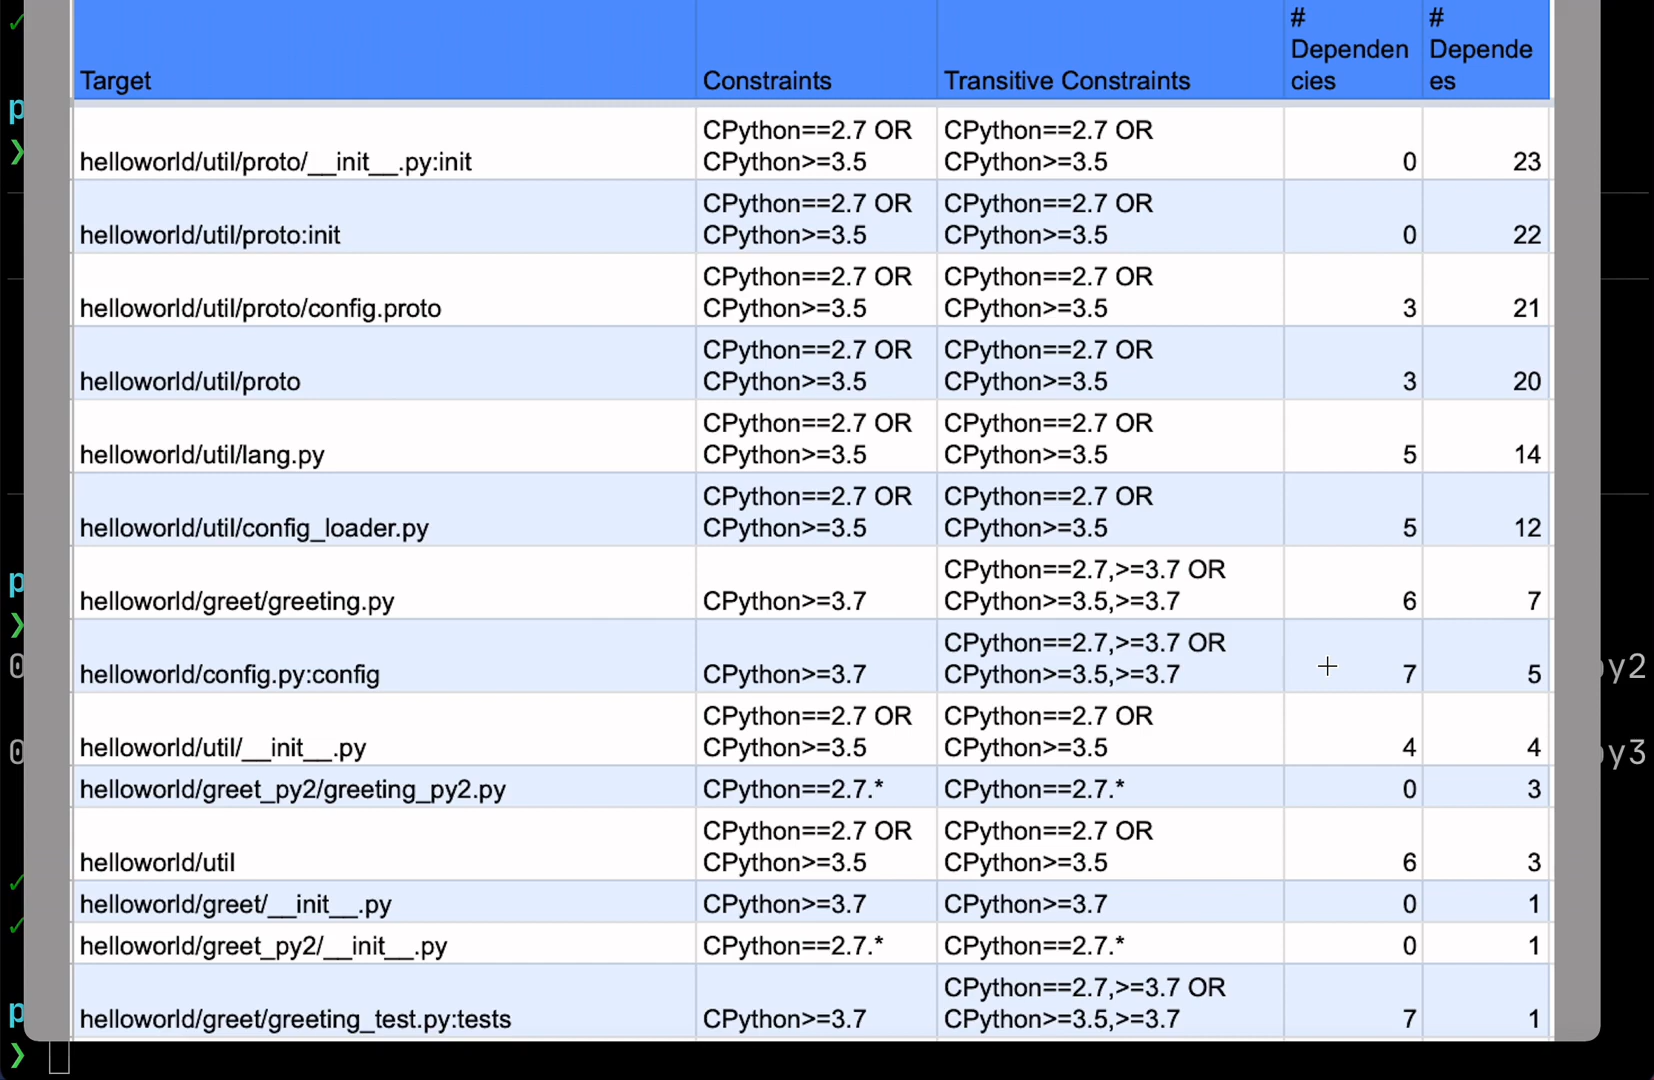 #
#
Dependen
Depende
Target
Constraints
Transitive Constraints
cies
es
CPython==2.7 OR
CPython==2.7 OR
helloworld/util/proto/__init__.py:init
CPython>=3.5
CPython>=3.5
0
23
CPython==2.7 OR
CPython==2.7 OR
helloworld/util/proto:init
CPython>=3.5
CPython>=3.5
0
22
CPython==2.7 OR
CPython==2.7 OR
helloworld/util/proto/config.proto
CPython>=3.5
CPython>=3.5
3
21
CPython==2.7 OR
CPython==2.7 OR
helloworld/util/proto
CPython>=3.5
CPython>=3.5
3
20
CPython==2.7 OR
CPython==2.7 OR
helloworld/util/lang.py
CPython>=3.5
CPython>=3.5
5
14
CPython==2.7 OR
CPython==2.7 OR
helloworld/util/config_loader.py
CPython>=3.5
CPython>=3.5
5
12
CPython==2.7,>=3.7 OR
helloworld/greet/greeting.py
CPython>=3.7
CPython>=3.5,>=3.7
6
7
CPython==2.7,>=3.7 OR
helloworld/config.py:config
CPython>=3.7
CPython>=3.5,>=3.7
7
5
CPython==2.7 OR
CPython==2.7 OR
helloworld/util/__init__.py
CPython>=3.5
CPython>=3.5
4
4
helloworld/greet_py2/greeting_py2.py
CPython==2.7.*
CPython==2.7.*
0
3
CPython==2.7 OR
CPython==2.7 OR
helloworld/util
CPython>=3.5
CPython>=3.5
6
3
helloworld/greet/__init__.py
CPython>=3.7
CPython>=3.7
0
1
helloworld/greet_py2/__init__.py
CPython==2.7.*
CPython==2.7.*
0
1
CPython==2.7,>=3.7 OR
helloworld/greet/greeting_test.py:tests
CPython>=3.7
CPython>=3.5,>=3.7
7
1